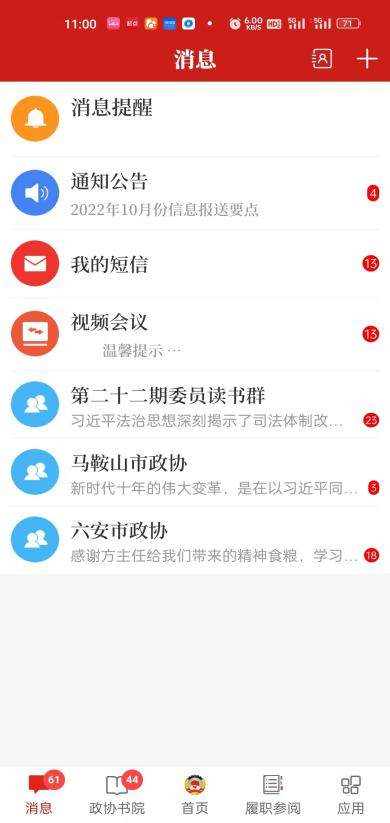 11:00
6.00
KB/s
HD
5G
5G
71
消息
消息提醒
通知公告
4
2022年10月份信息报送要点
我的短信
13
视频会议
13
温馨提示 …
第二十二期委员读书群
习近平法治思想深刻揭示了司法体制改...
23
马鞍山市政协
新时代十年的伟大变革，是在以习近平同...
3
六安市政协
感谢方主任给我们带来的精神食粮，学习...
18
61
44
消息
政协书院
首页
履职参阅
应用